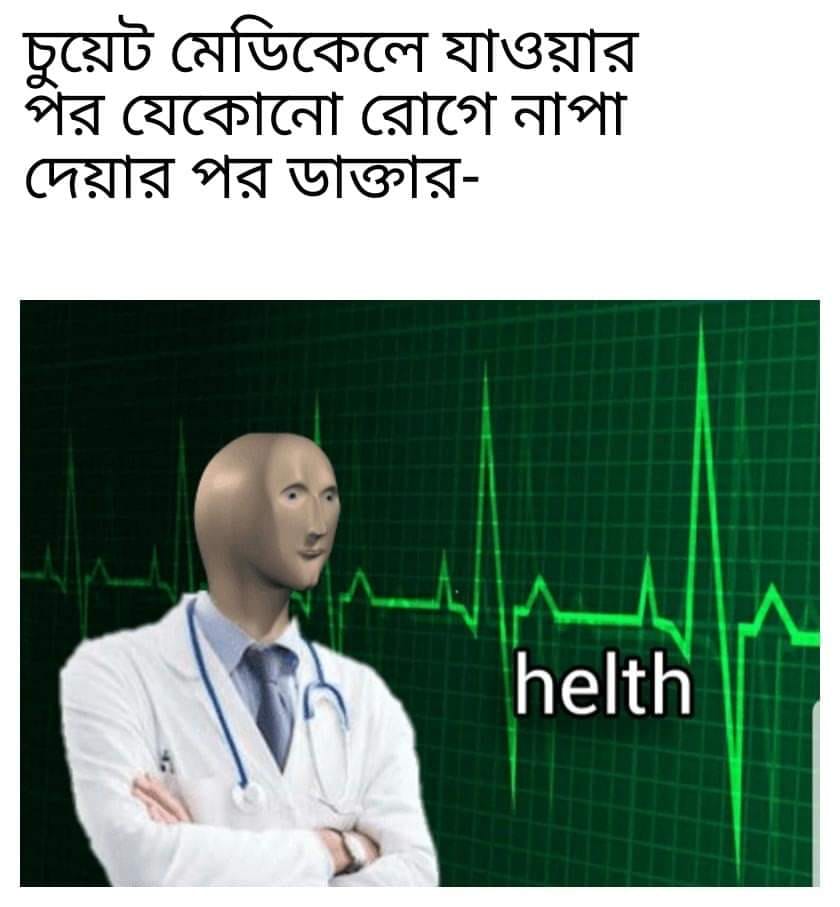 চুয়েট মেডিকেলে যাওয়ার
পর যেকোনো রোগে নাপা
দেয়ার পর ডাক্তার-
helth